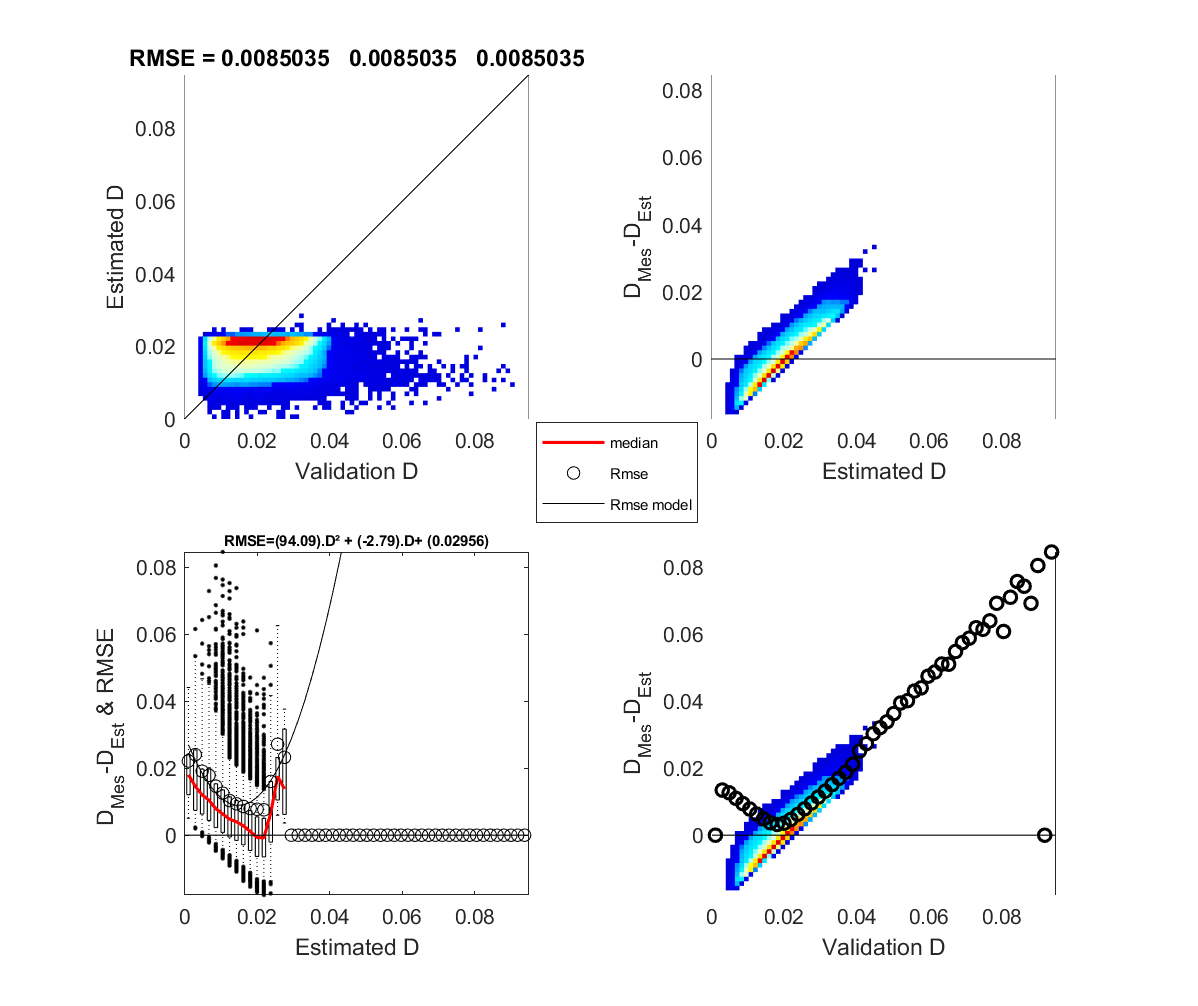 RMSE = 0.0085035 0.0085035 0.0085035
0.08
0.06
0.04
0.02
0
Estimated D
0 0.02 0.04 0.06 0.08
Validation D
0.08
0.06
0.04
0.02
0
D_Mes-D_Est
0 0.02 0.04 0.06 0.08
Estimated D
median
Rmse
Rmse model
RMSE=(94.09).D² + (-2.79).D+ (0.02956)
0.08
0.06
0.04
0.02
0
D_Mes-D_Est & RMSE
0 0.02 0.04 0.06 0.08
Estimated D
0.08
0.06
0.04
0.02
0
D_Mes-D_Est
0 0.02 0.04 0.06 0.08
Validation D